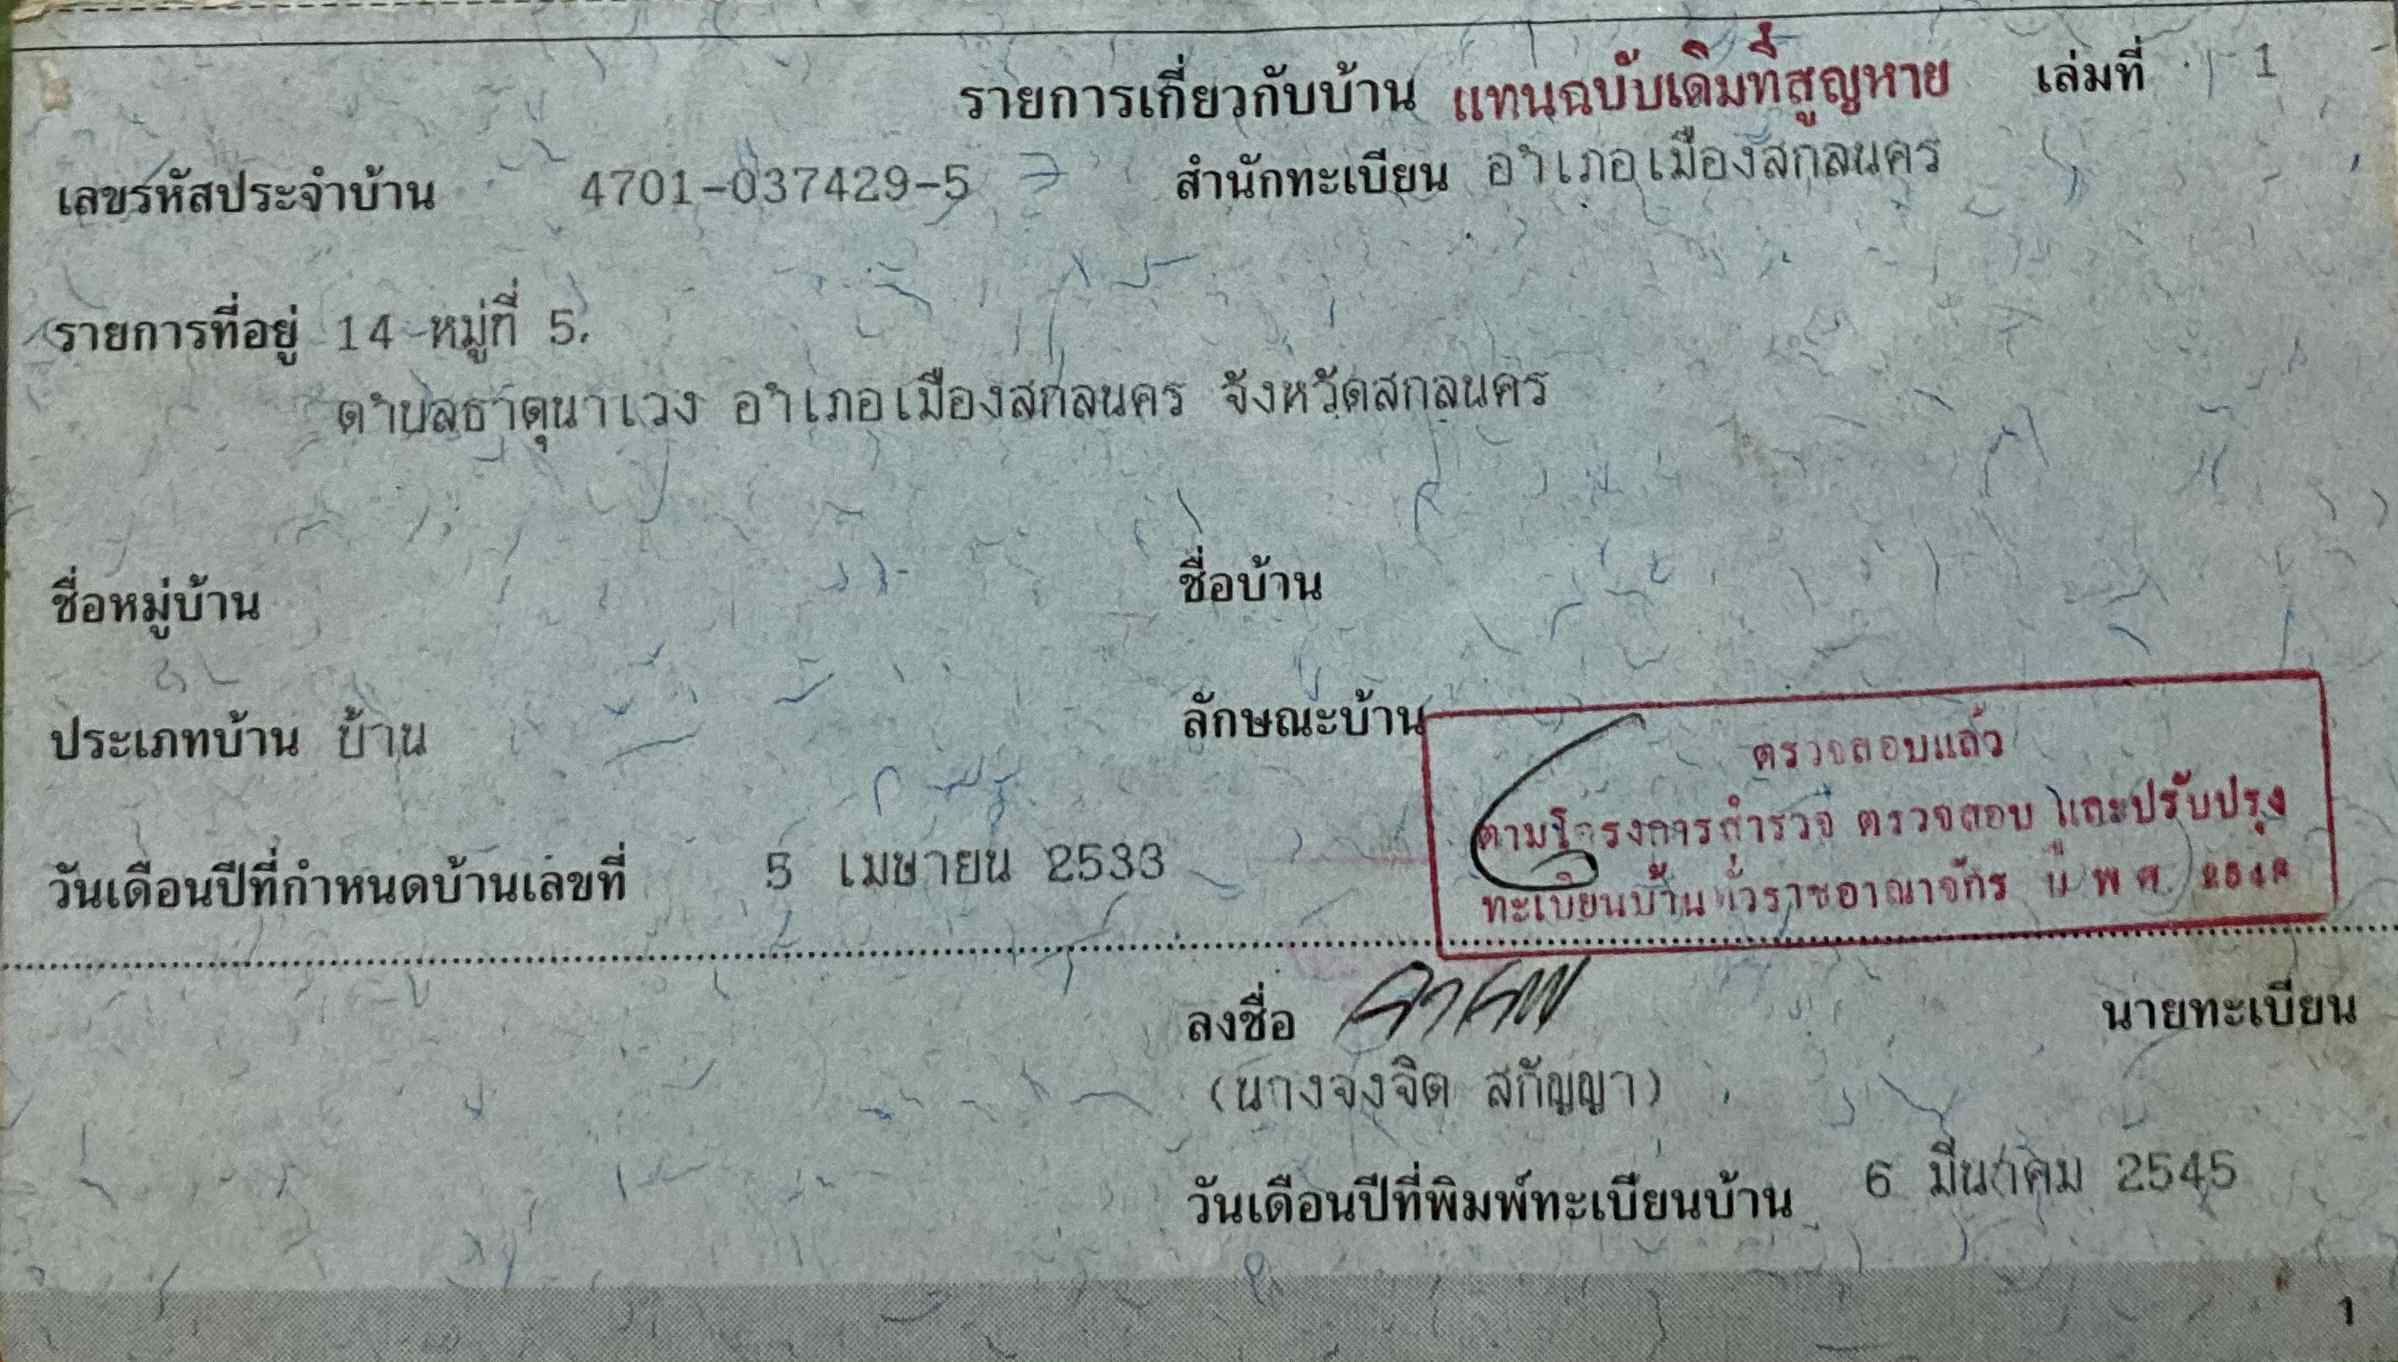 รายการเกี่ยวกับบ้าน แทนฉบับเดิมที่สูญหาย เล่มที่ 1
เลขรหัสประจำบ้าน 4701-037429-5 สำนักทะเบียน อำเภอเมืองสกลนคร
รายการที่อยู่ 14 หมู่ที่ 5
ตำบลธาตุนาเวง อำเภอเมืองสกลนคร จังหวัดสกลนคร
ชื่อหมู่บ้าน ชื่อบ้าน
ประเภทบ้าน บ้าน ลักษณะบ้าน
ตรวจสอบแล้ว
ตามโครงการสำรวจ ตรวจสอบ และปรับปรุง
ทะเบียนบ้านทั่วราชอาณาจักร ปี พ.ศ.
วันเดือนปีที่กำหนดบ้านเลขที่ 5 เมษายน 2533
ลงชื่อ นายทะเบียน
(นางจงจิต สกัญญา)
วันเดือนปีที่พิมพ์ทะเบียนบ้าน 6 มีนาคม 2545
1